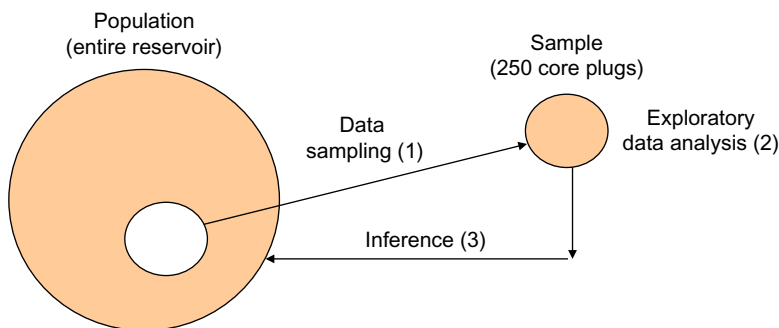 Population
(entire reservoir)
Sample
(250 core plugs)
Data
sampling (1)
Exploratory
data analysis (2)
Inference (3)